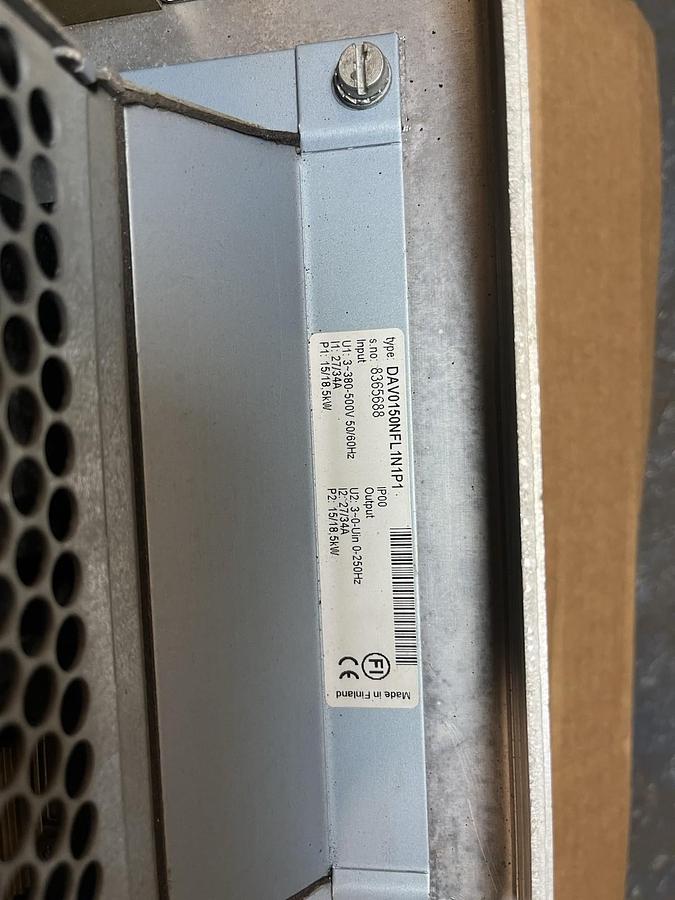 type: DAV0150NFL1N1P1
s.no: 8365688
IP00
Input
U1: 3~380-500V 50/60Hz
I1: 27/34A
P1: 15/18,5kW
Output
U2: 3~0-Uin 0-250Hz
I2: 27/34A
P2: 15/18,5kW
FI
CE
Made in Finland